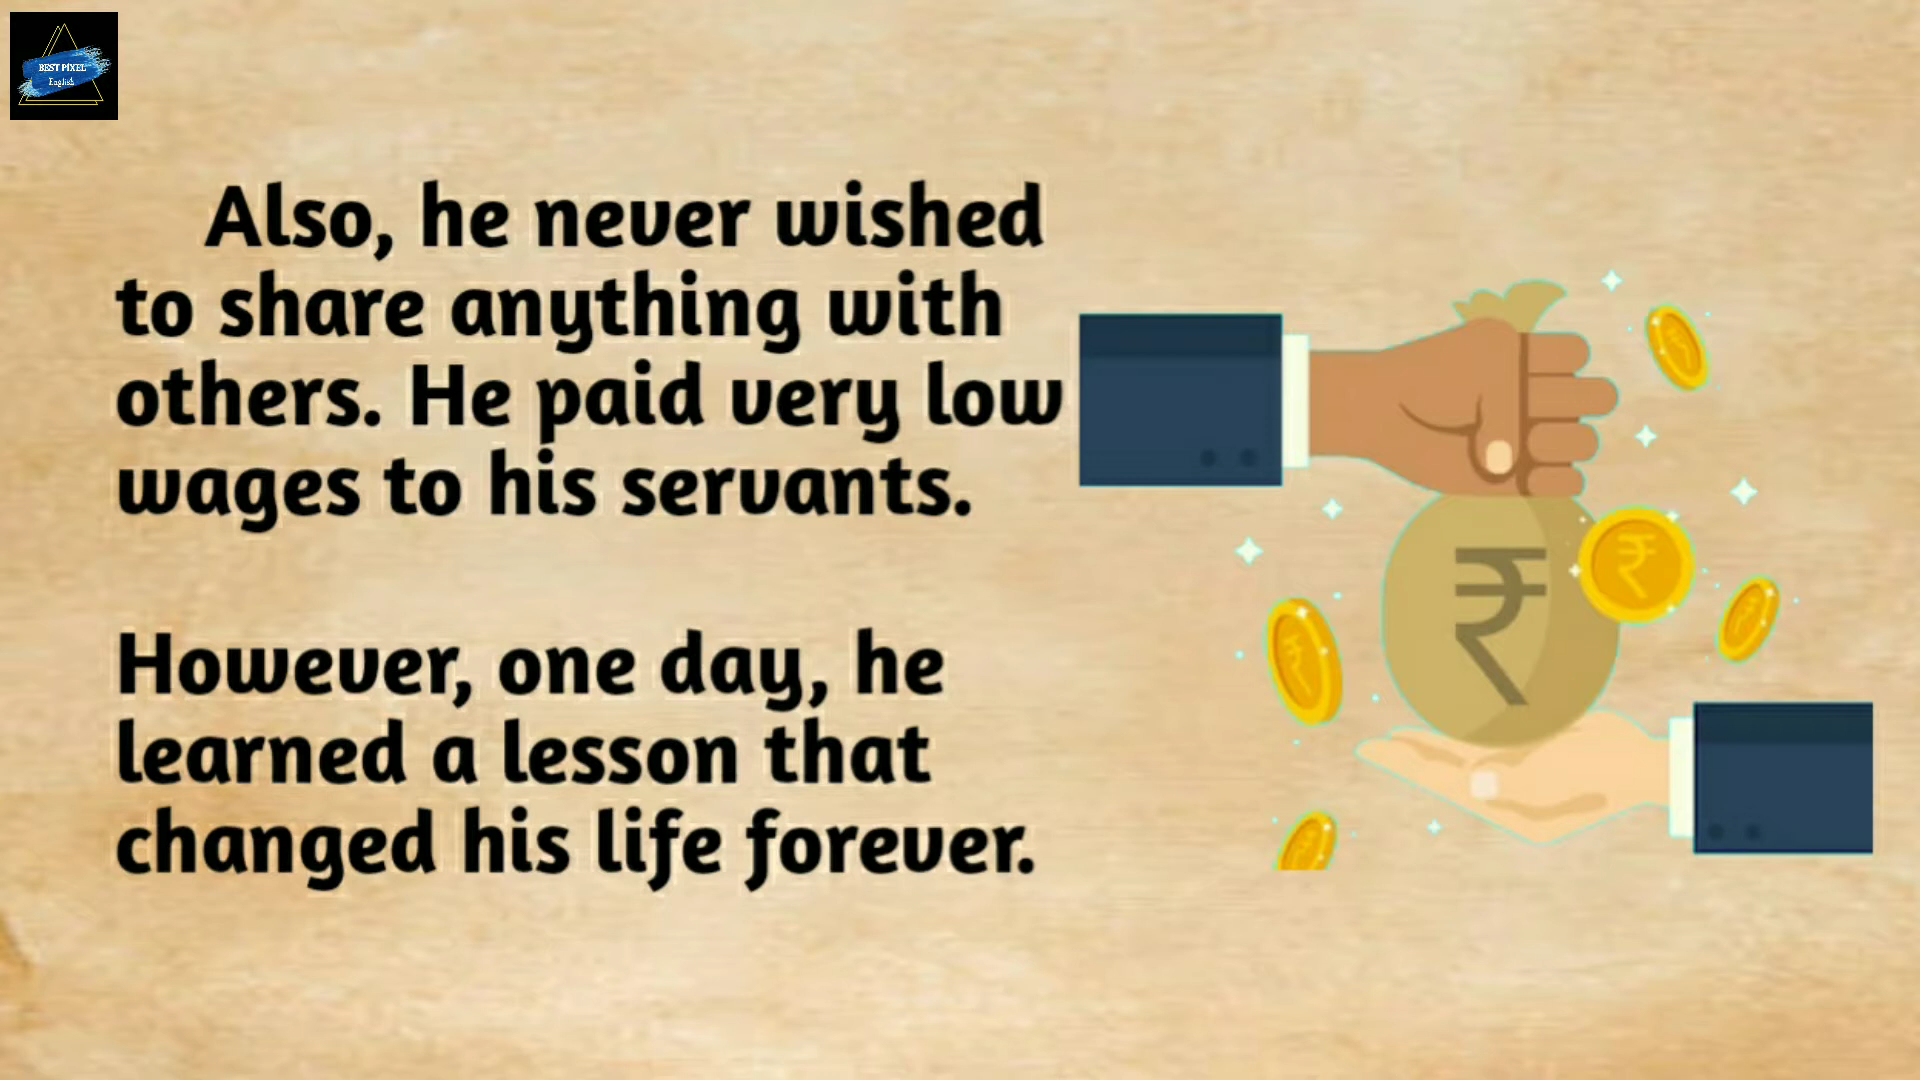 BEST PIXEL
English
Also, he never wished
to share anything with
others. He paid very low
wages to his servants.
However, one day, he
learned a lesson that
changed his life forever.
₹
₹
₹
₹
₹
₹